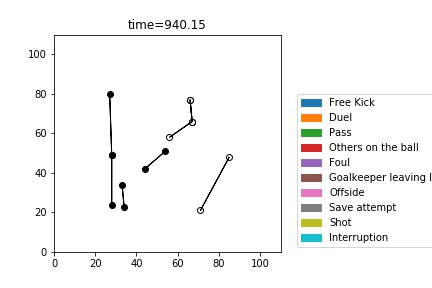 time=940.15
100
80
60
40
20
0
0 20 40 60 80 100
Free Kick
Duel
Pass
Others on the ball
Foul
Goalkeeper leaving l
Offside
Save attempt
Shot
Interruption